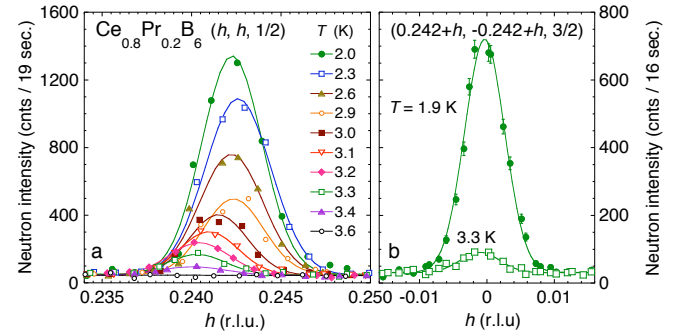 Neutron intensity (cnts / 19 sec.)
1600
1200
800
400
0
Ce0.8Pr0.2B6 (h, h, 1/2)
T (K)
2.0
2.3
2.6
2.9
3.0
3.1
3.2
3.3
3.4
3.6
a
0.235 0.240 0.245 0.250
h (r.l.u.)
(0.242+h, -0.242+h, 3/2)
T = 1.9 K
3.3 K
b
-0.01 0 0.01
h (r.l.u.)
800
600
400
200
0
Neutron intensity (cnts / 16 sec.)